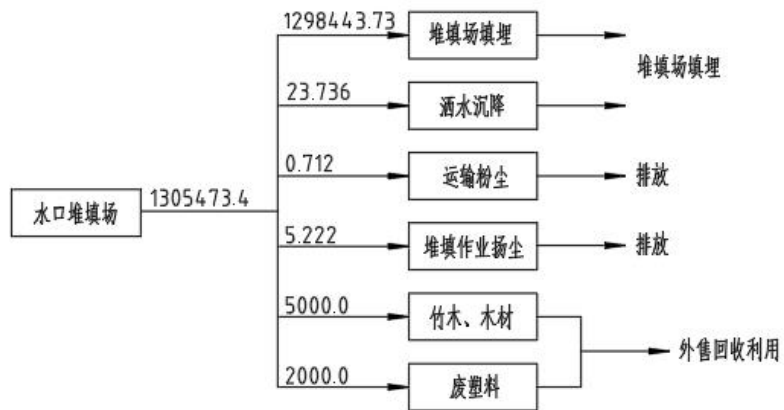 1298443.73
堆填场填埋
堆填场填埋
23.736
洒水沉降
0.712
运输粉尘
排放
水口堆填场
1305473.4
5.222
堆填作业扬尘
排放
5000.0
竹木、木材
外售回收利用
2000.0
废塑料